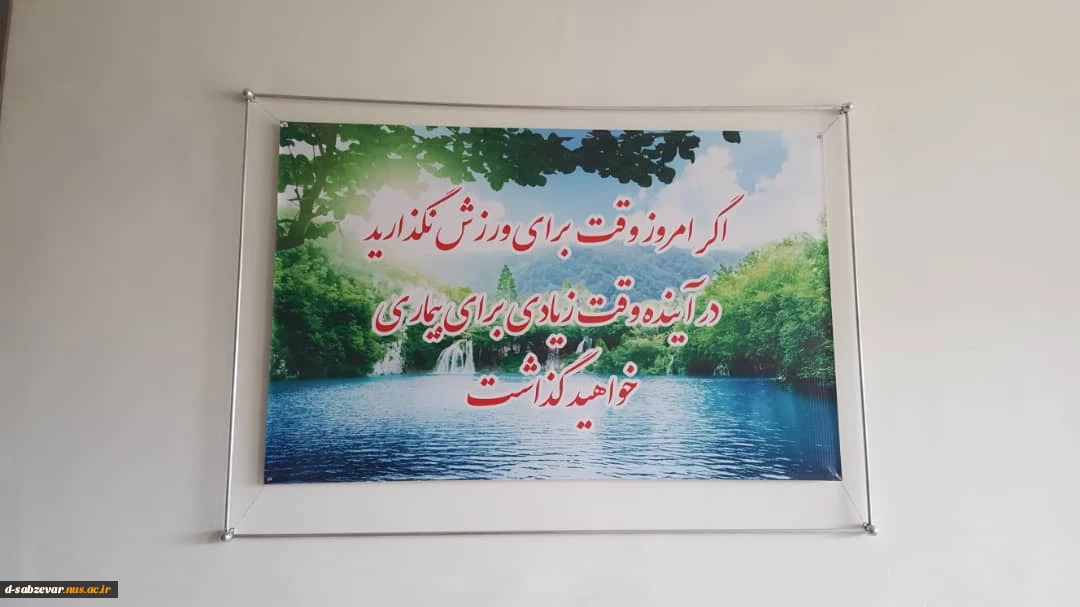 اگر امروز وقت برای ورزش نگذارید
در آینده وقت زیادی برای بیماری
خواهید گذاشت
d-sabzevar.nus.ac.ir